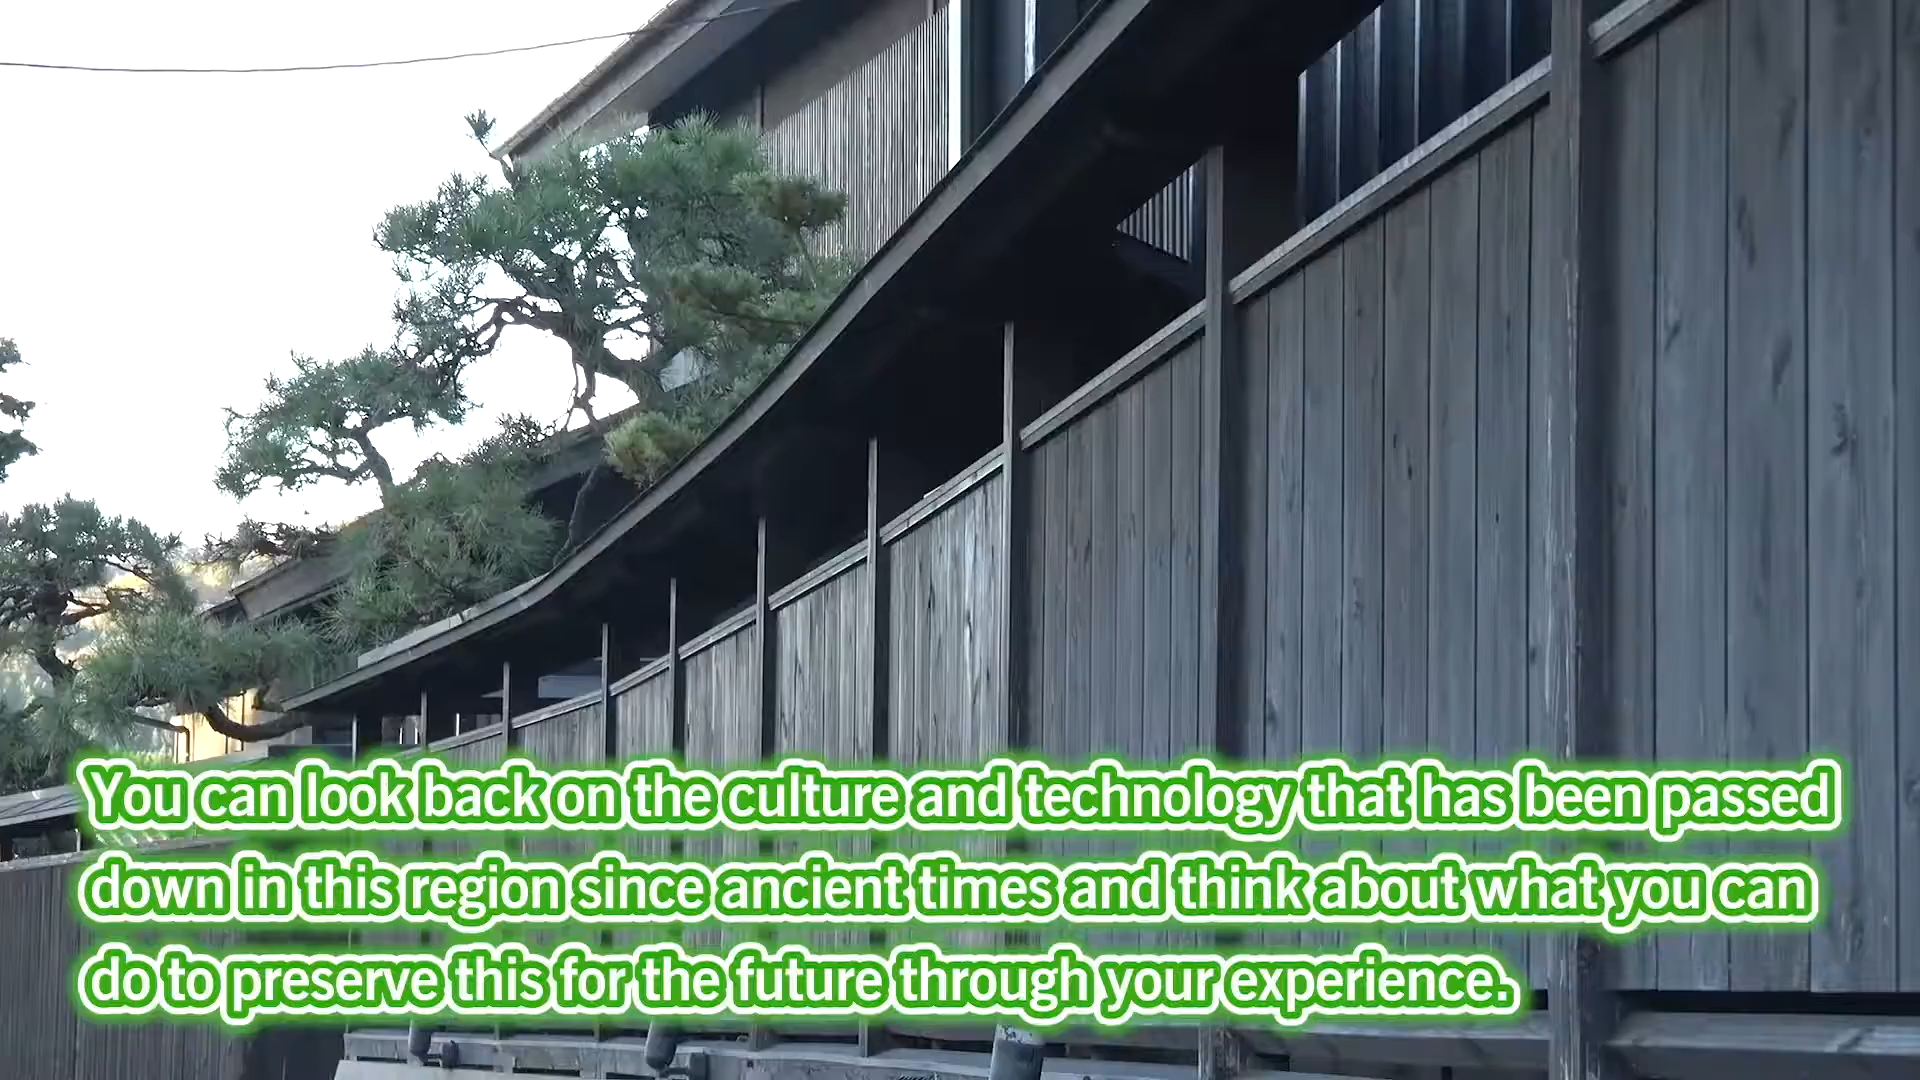 You can look back on the culture and technology that has been passed
down in this region since ancient times and think about what you can
do to preserve this for the future through your experience.